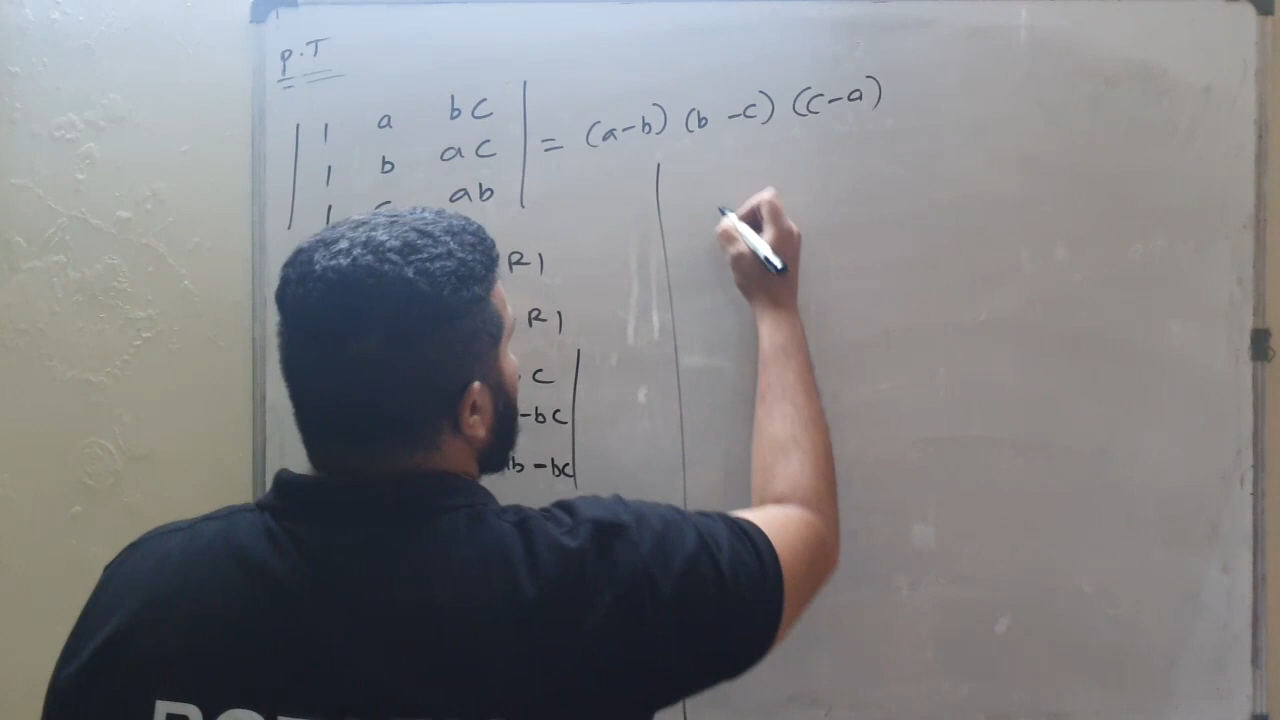 P.T
| 1 a bc | = (a-b) (b-c) (c-a)
| 1 b ac |
| 1 c ab |
R1
R1
c |
-bc |
-bc |